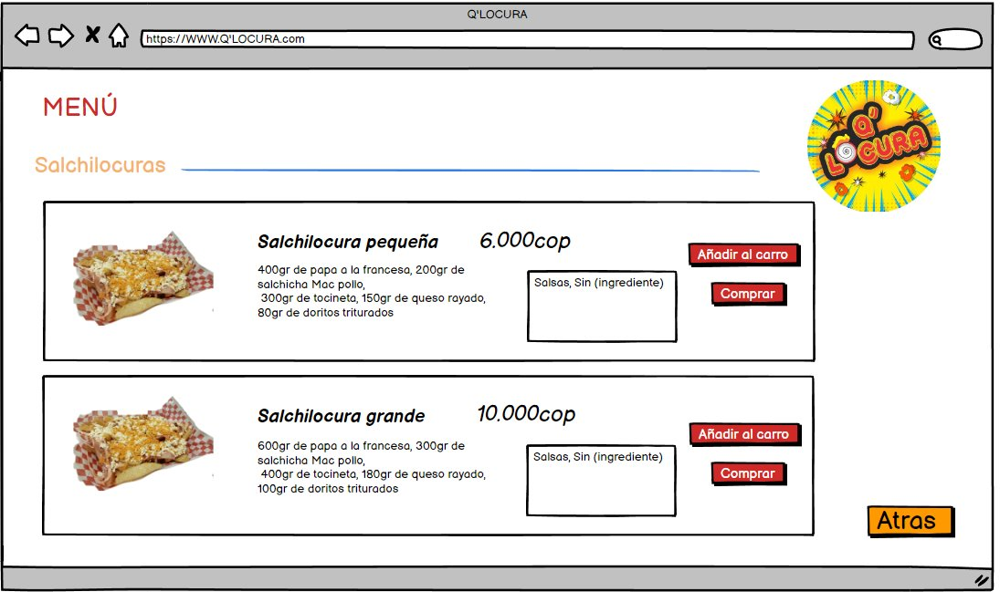 Q'LOCURA
https://WWW.Q'LOCURA.com
MENÚ
Q" LOCURA
Salchilocuras
Salchilocura pequeña
6.000cop
400gr de papa a la francesa, 200gr de
salchicha Mac pollo,
300gr de tocineta, 150gr de queso rayado,
80gr de doritos triturados
Salsas, Sin (ingrediente)
Añadir al carro
Comprar
Salchilocura grande
10.000cop
600gr de papa a la francesa, 300gr de
salchicha Mac pollo,
400gr de tocineta, 180gr de queso rayado,
100gr de doritos triturados
Salsas, Sin (ingrediente)
Añadir al carro
Comprar
Atras